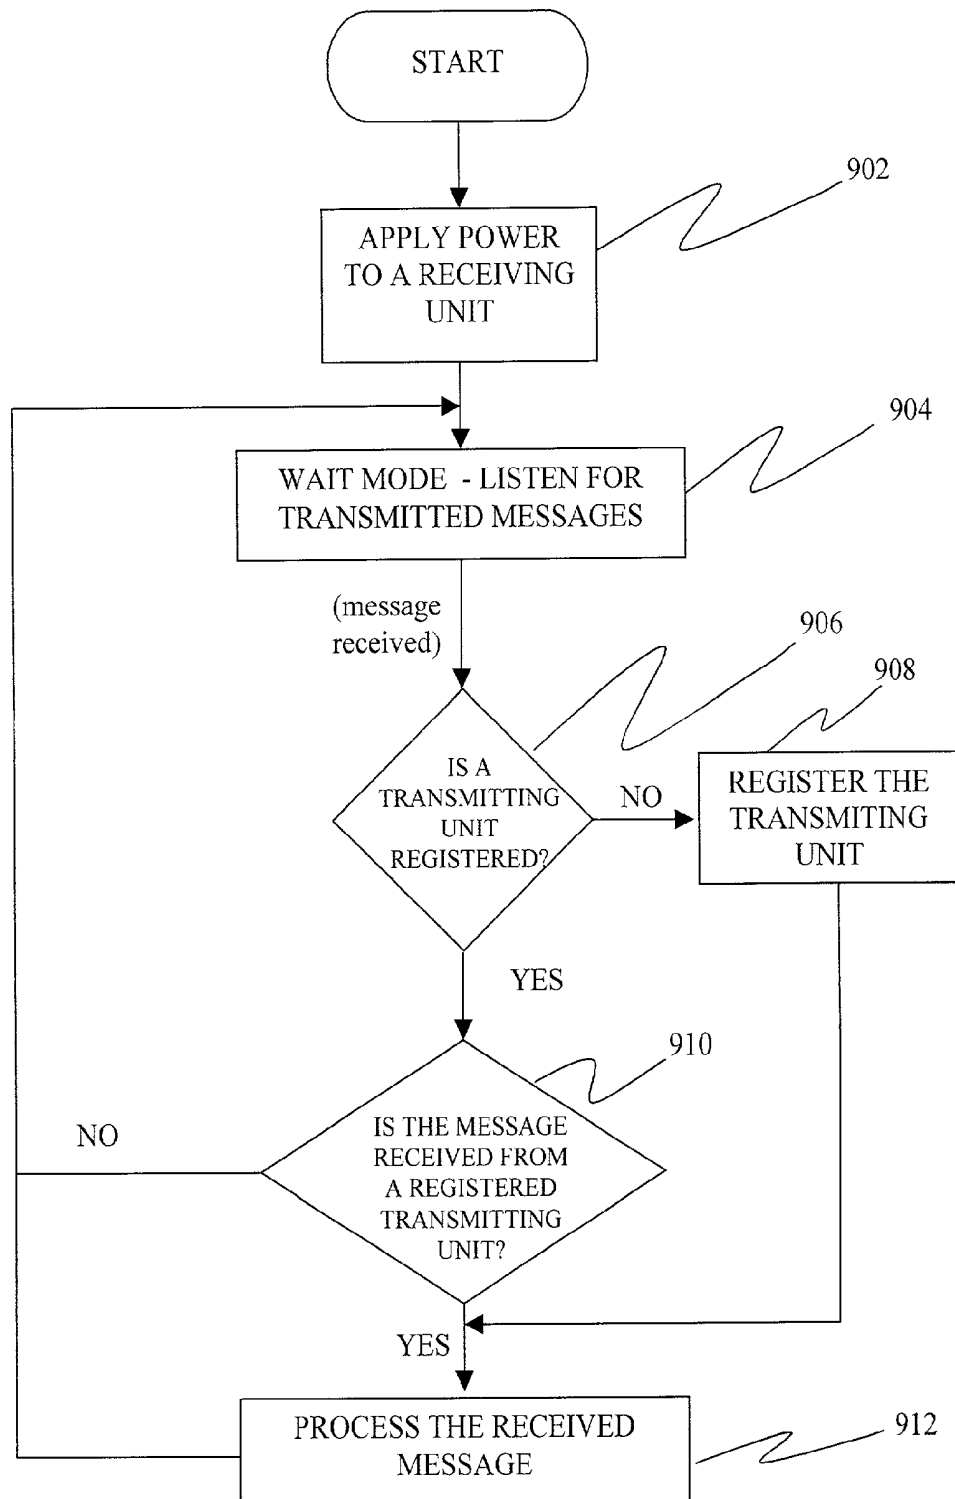 START
902
APPLY POWER
TO A RECEIVING
UNIT
904
WAIT MODE - LISTEN FOR
TRANSMITTED MESSAGES
(message
received)
906
908
IS A
TRANSMITTING
UNIT
REGISTERED?
NO
REGISTER THE
TRANSMITING
UNIT
YES
910
NO
IS THE MESSAGE
RECEIVED FROM
A REGISTERED
TRANSMITTING
UNIT?
YES
PROCESS THE RECEIVED
MESSAGE
912